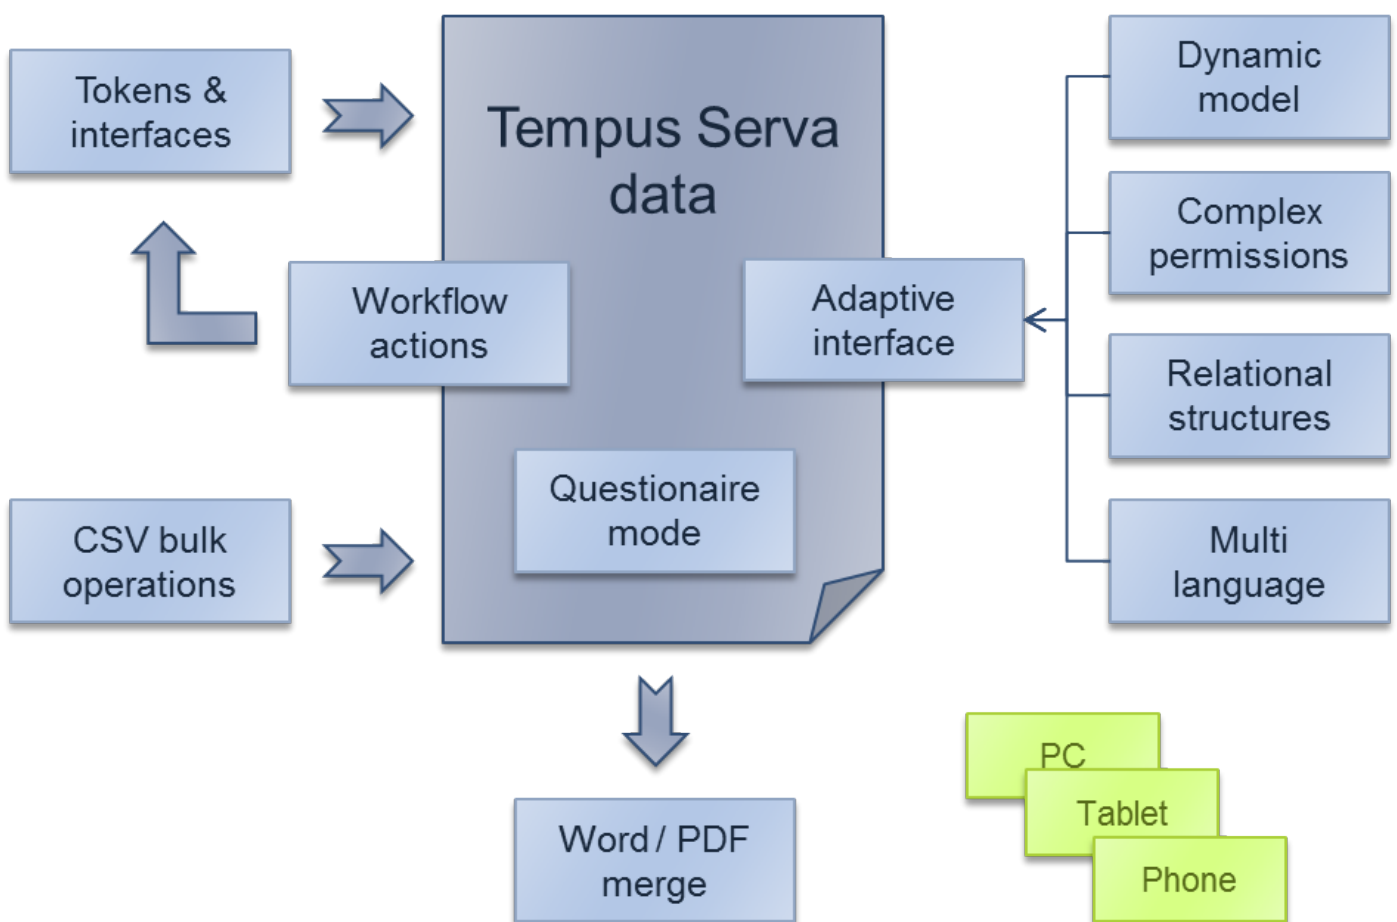 Tokens &
interfaces
Tempus Serva
data
Dynamic
model
Complex
permissions
Workflow
actions
Adaptive
interface
Relational
structures
Questionaire
mode
CSV bulk
operations
Multi
language
Word / PDF
merge
PC
Tablet
Phone